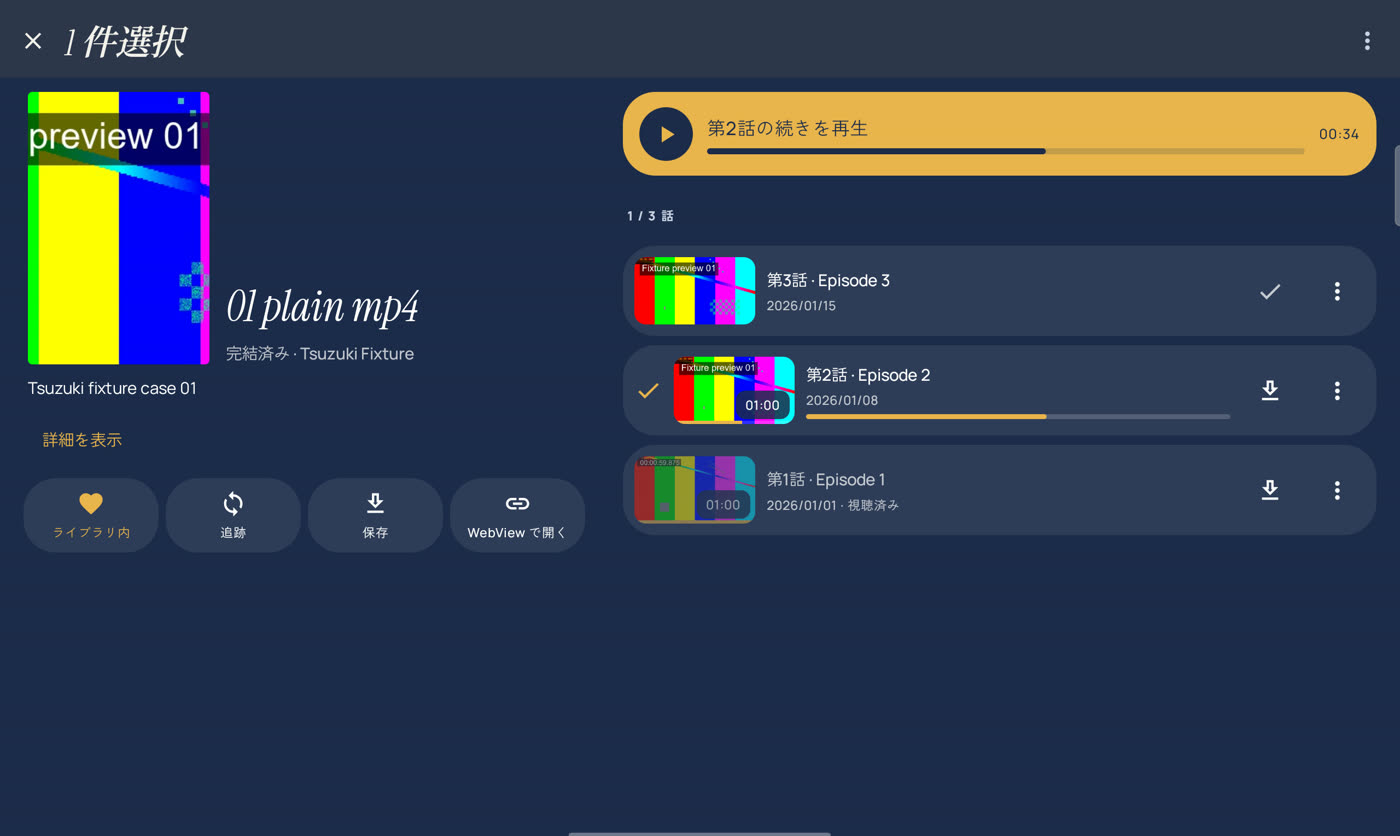 1 件選択
preview 01
01 plain mp4
完結済み · Tsuzuki Fixture
Tsuzuki fixture case 01
詳細を表示
ライブラリ内
追跡
保存
WebView で開く
第2話の続きを再生
00:34
1 / 3 話
Fixture preview 01
第3話 · Episode 3
2026/01/15
Fixture preview 01
01:00
第2話 · Episode 2
2026/01/08
00:00:59.875
01:00
第1話 · Episode 1
2026/01/01 · 視聴済み